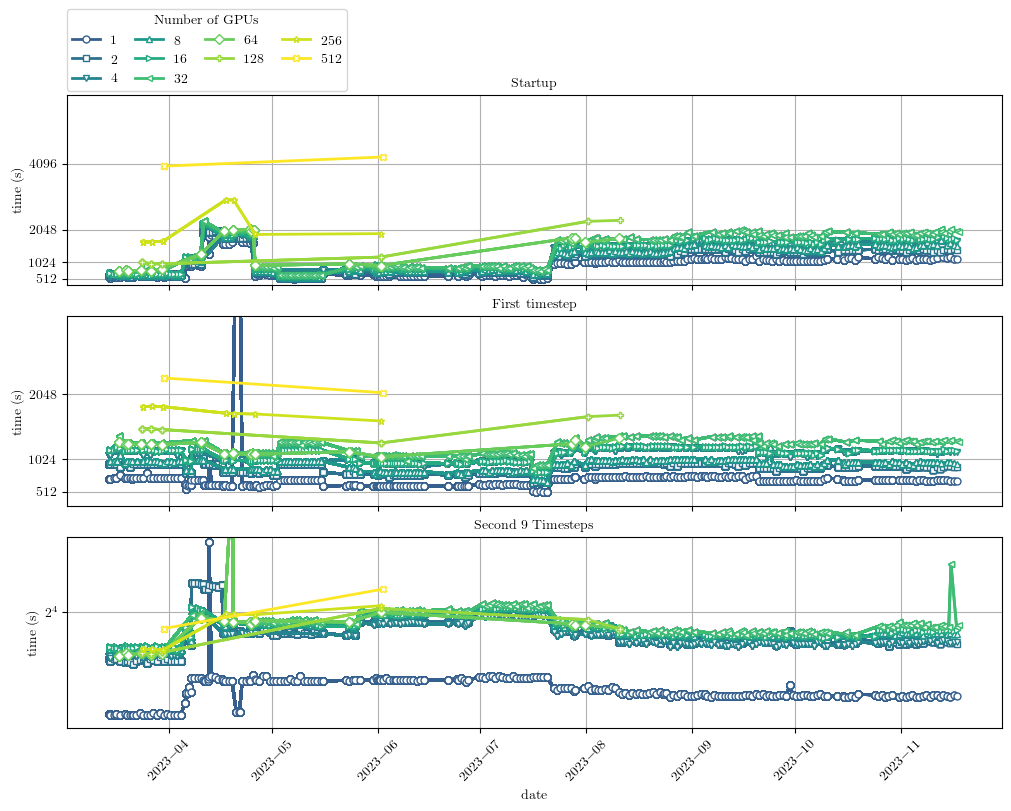 Number of GPUs
1 8 64 256
2 16 128 512
4 32
Startup
time (s)
4096
2048
1024
512
First timestep
time (s)
2048
1024
512
Second 9 Timesteps
time (s)
2^4
2023-04 2023-05 2023-06 2023-07 2023-08 2023-09 2023-10 2023-11
date